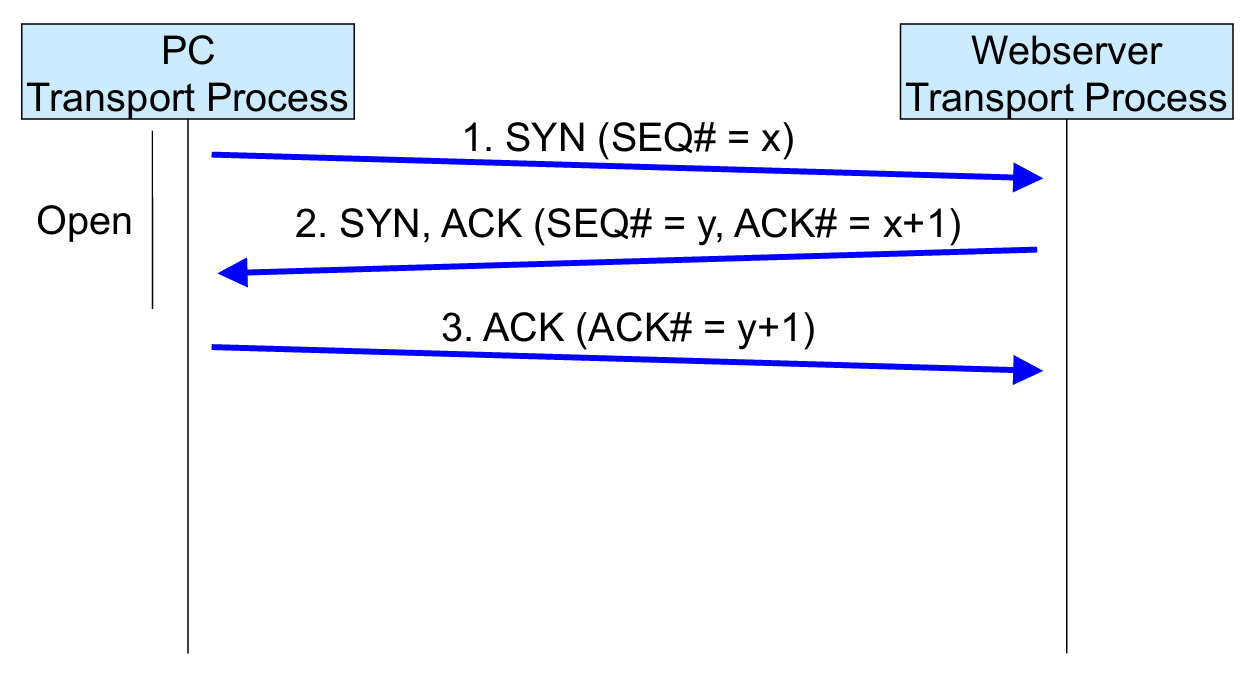 PC
Transport Process
Webserver
Transport Process
1. SYN (SEQ# = x)
Open
2. SYN, ACK (SEQ# = y, ACK# = x+1)
3. ACK (ACK# = y+1)